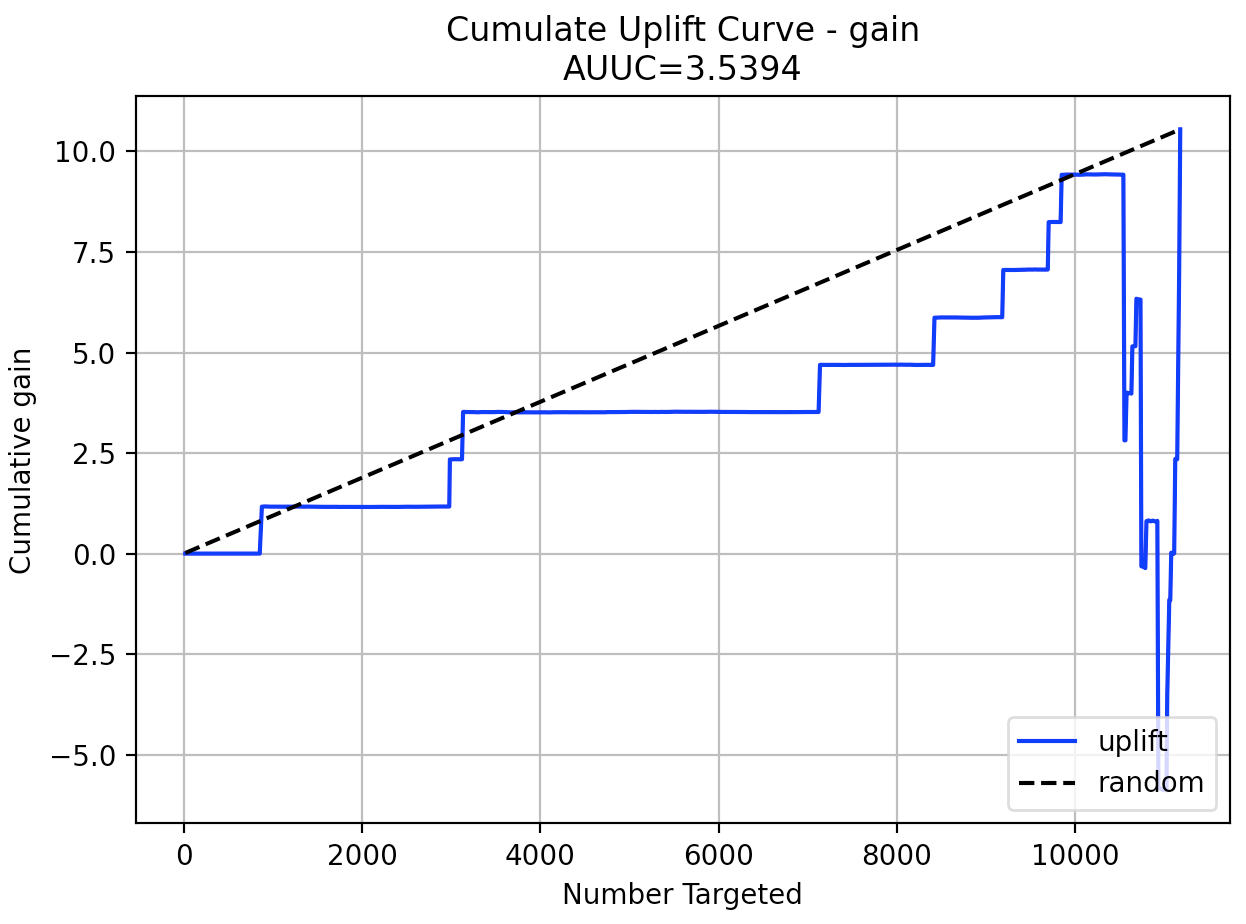 Cumulate Uplift Curve - gain
AUUC=3.5394
Cumulative gain
10.0
7.5
5.0
2.5
0.0
−2.5
−5.0
uplift
random
0 2000 4000 6000 8000 10000
Number Targeted